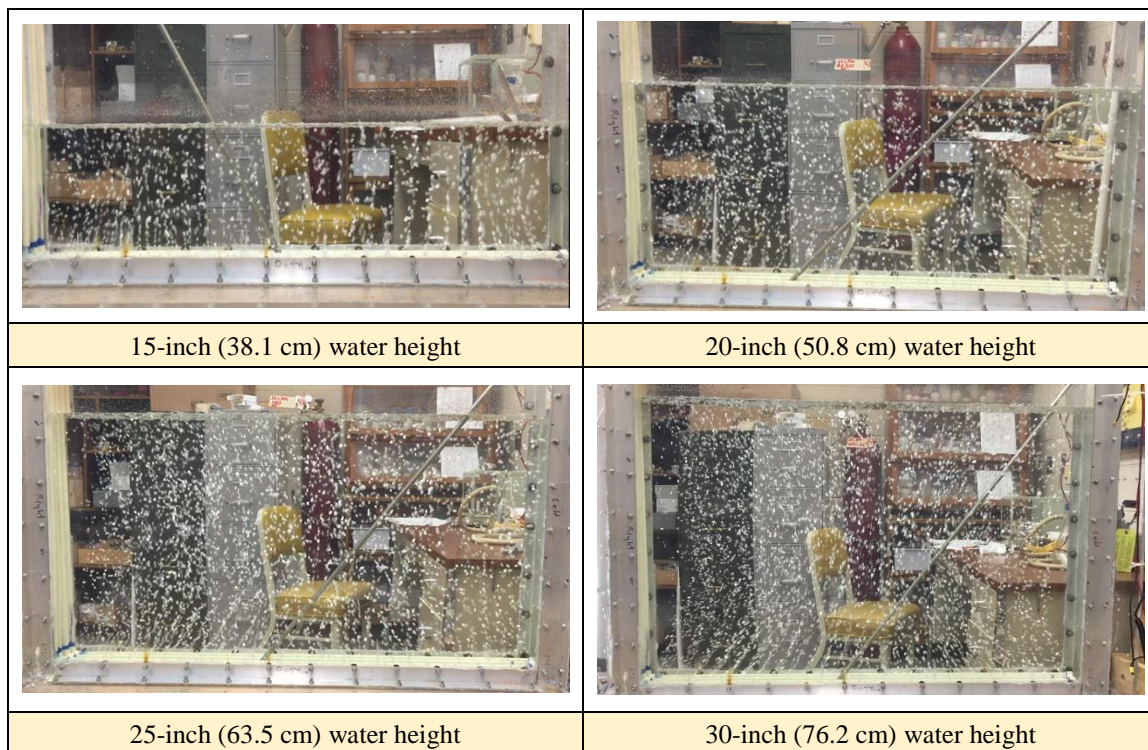 15-inch (38.1 cm) water height
20-inch (50.8 cm) water height
25-inch (63.5 cm) water height
30-inch (76.2 cm) water height